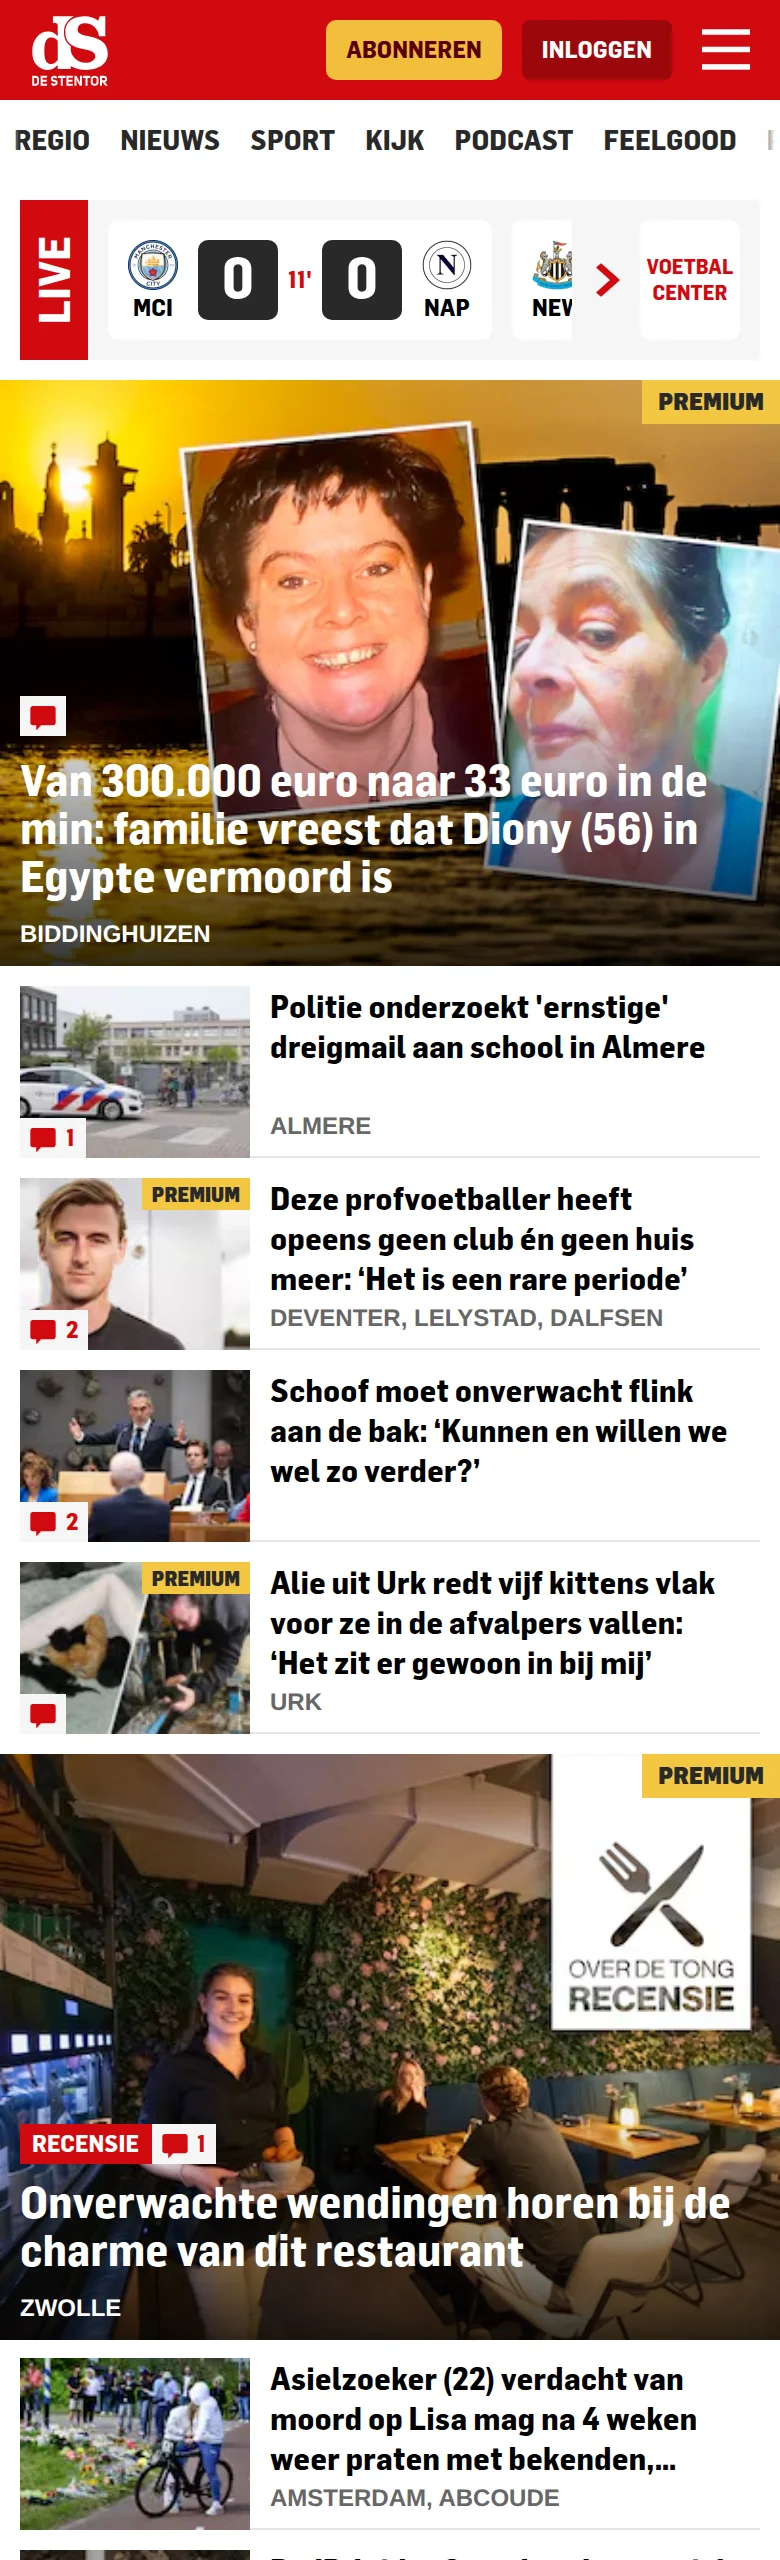 dS
DE STENTOR
ABONNEREN
INLOGGEN
REGIO NIEUWS SPORT KIJK PODCAST FEELGOOD
LIVE
MANCHESTER
CITY
MCI
0
11'
0
N
NAP
NEW
VOETBAL
CENTER
PREMIUM
Van 300.000 euro naar 33 euro in de
min: familie vreest dat Diony (56) in
Egypte vermoord is
BIDDINGHUIZEN
Politie onderzoekt 'ernstige'
dreigmail aan school in Almere
ALMERE
1
PREMIUM
Deze profvoetballer heeft
opeens geen club én geen huis
meer: ‘Het is een rare periode’
DEVENTER, LELYSTAD, DALFSEN
2
Schoof moet onverwacht flink
aan de bak: ‘Kunnen en willen we
wel zo verder?’
2
PREMIUM
Alie uit Urk redt vijf kittens vlak
voor ze in de afvalpers vallen:
‘Het zit er gewoon in bij mij’
URK
PREMIUM
OVER DE TONG
RECENSIE
RECENSIE
1
Onverwachte wendingen horen bij de
charme van dit restaurant
ZWOLLE
Asielzoeker (22) verdacht van
moord op Lisa mag na 4 weken
weer praten met bekenden,...
AMSTERDAM, ABCOUDE